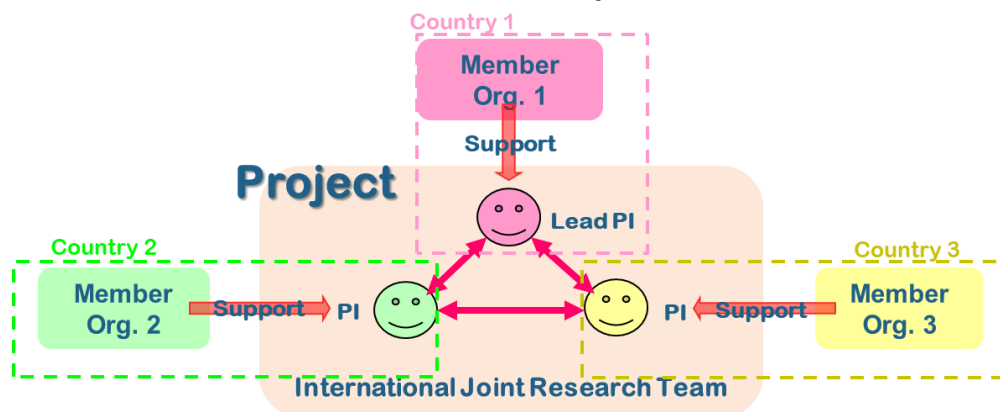 Country 1
Member
Org. 1
Support
Project
Lead PI
Country 2
Country 3
Member
Org. 2
Support
PI
PI
Support
Member
Org. 3
International Joint Research Team